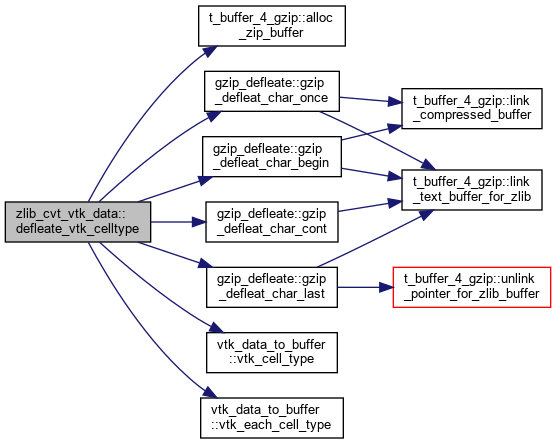 t_buffer_4_gzip::alloc
_zip_buffer
gzip_defleate::gzip
_defleat_char_once
t_buffer_4_gzip::link
_compressed_buffer
gzip_defleate::gzip
_defleat_char_begin
t_buffer_4_gzip::link
_text_buffer_for_zlib
zlib_cvt_vtk_data::
defleate_vtk_celltype
gzip_defleate::gzip
_defleat_char_cont
gzip_defleate::gzip
_defleat_char_last
t_buffer_4_gzip::unlink
_pointer_for_zlib_buffer
vtk_data_to_buffer
::vtk_cell_type
vtk_data_to_buffer
::vtk_each_cell_type